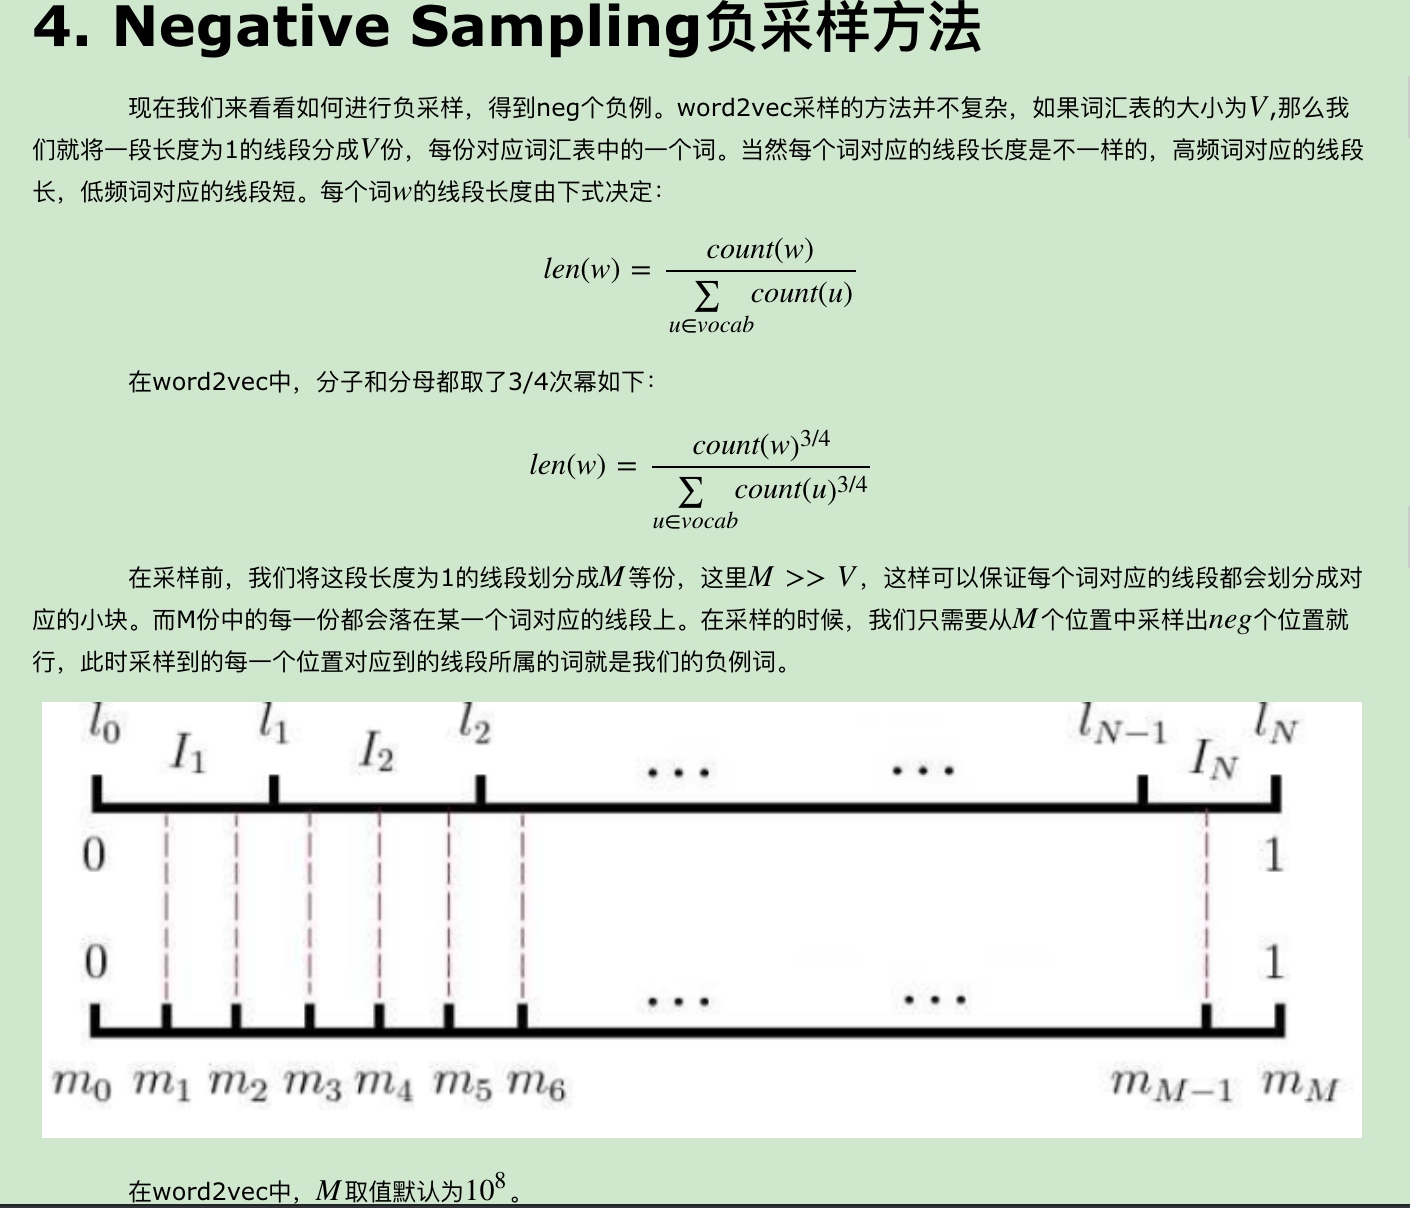 4. Negative Sampling负采样方法
现在我们来看看如何进行负采样，得到neg个负例。word2vec采样的方法并不复杂，如果词汇表的大小为V,那么我
们就将一段长度为1的线段分成V份，每份对应词汇表中的一个词。当然每个词对应的线段长度是不一样的，高频词对应的线段
长，低频词对应的线段短。每个词w的线段长度由下式决定：
len(w) = count(w) / ∑_{u∈vocab} count(u)
在word2vec中，分子和分母都取了3/4次幂如下：
len(w) = count(w)^{3/4} / ∑_{u∈vocab} count(u)^{3/4}
在采样前，我们将这段长度为1的线段划分成M等份，这里M >> V，这样可以保证每个词对应的线段都会划分成对
应的小块。而M份中的每一份都会落在某一个词对应的线段上。在采样的时候，我们只需要从M个位置中采样出neg个位置就
行，此时采样到的每一个位置对应到的线段所属的词就是我们的负例词。
l_0 l_1 l_2 l_{N-1} l_N
I_1 I_2 ... ... I_N
0 1
0 1
... ...
m_0 m_1 m_2 m_3 m_4 m_5 m_6 m_{M-1} m_M
在word2vec中，M取值默认为10^8。